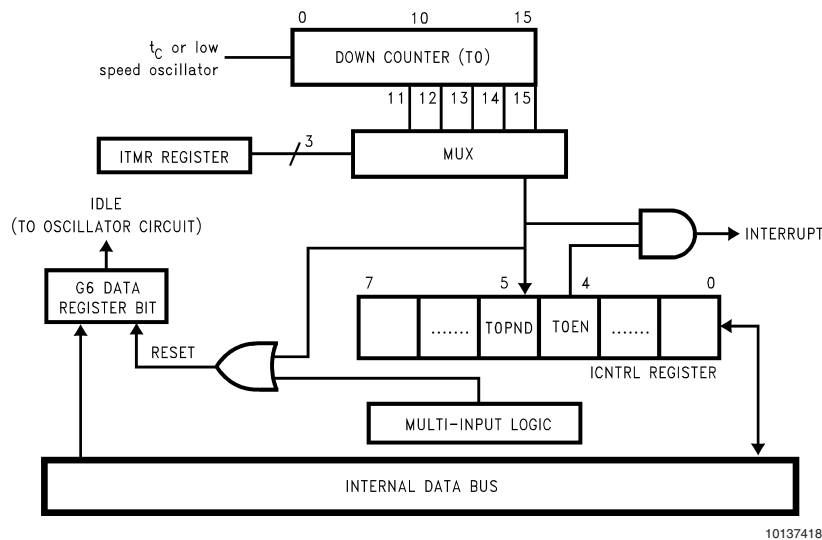 0 10 15
t_C or low
speed oscillator
DOWN COUNTER (T0)
11 12 13 14 15
ITMR REGISTER
3
MUX
IDLE
(TO OSCILLATOR CIRCUIT)
INTERRUPT
G6 DATA
REGISTER BIT
7 5 4 0
....... T0PND T0EN .......
RESET
ICNTRL REGISTER
MULTI-INPUT LOGIC
INTERNAL DATA BUS
10137418